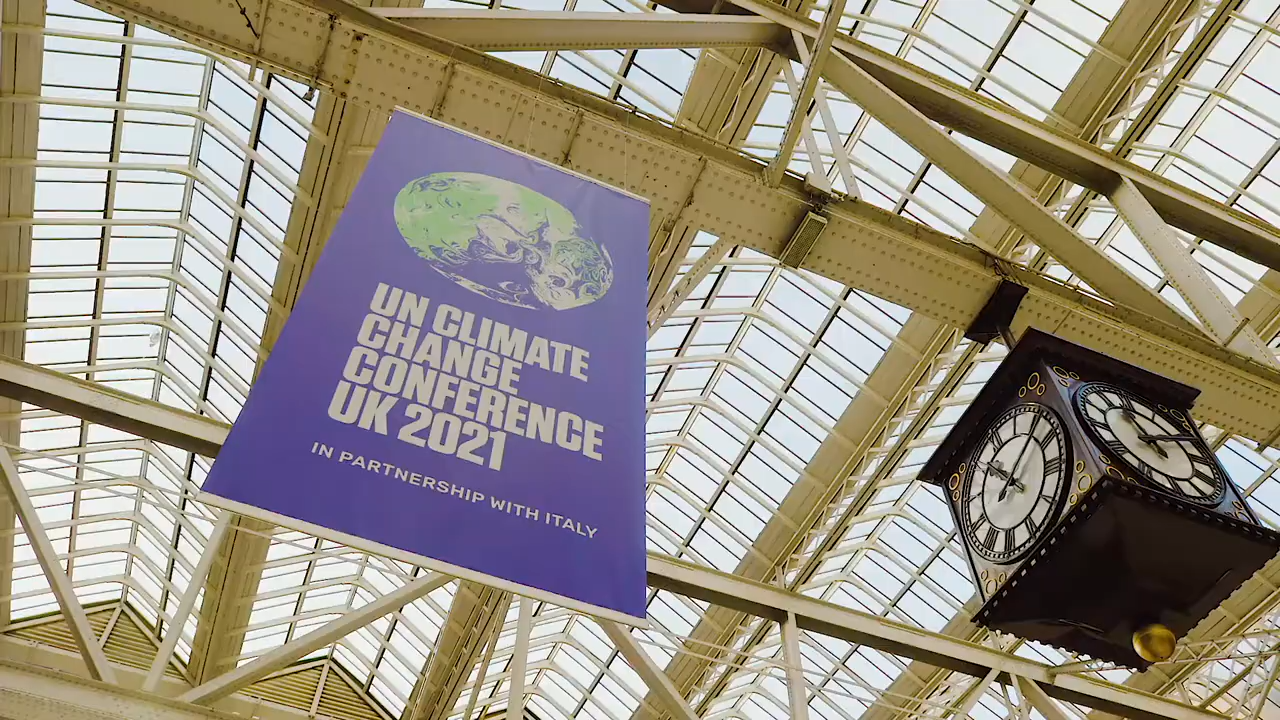 UN CLIMATE
CHANGE
CONFERENCE
UK 2021
IN PARTNERSHIP WITH ITALY